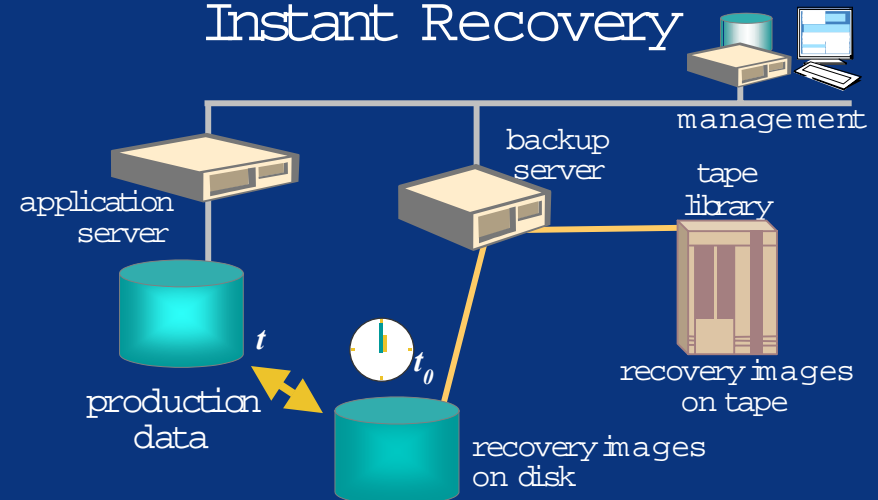 Instant Recovery
management
backup
server
tape
library
application
server
t
t0
recovery images
on tape
production
data
recovery images
on disk